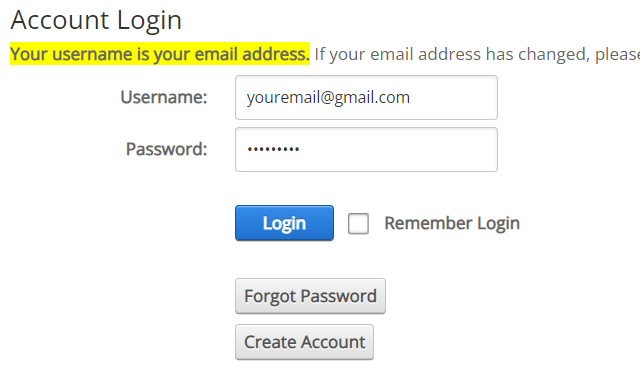 Account Login
Your username is your email address. If your email address has changed, please
Username: youremail@gmail.com
Password: •••••••••
Login Remember Login
Forgot Password
Create Account